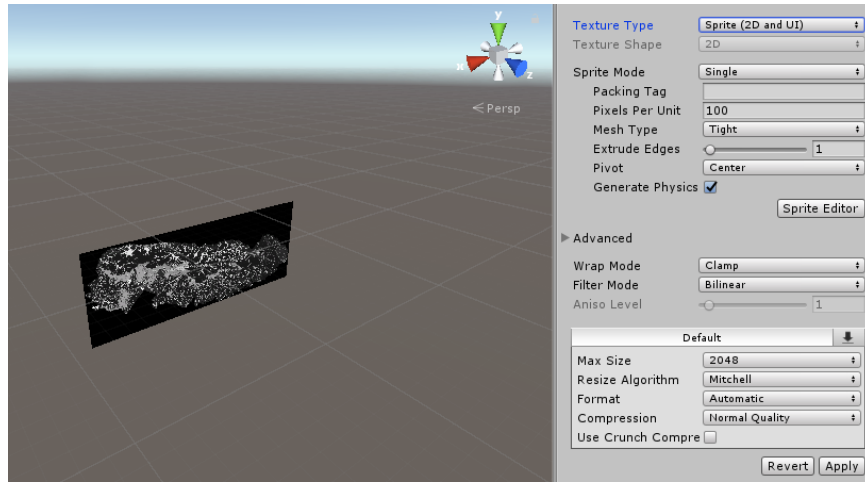 y
x
z
Persp
Texture Type Sprite (2D and UI)
Texture Shape 2D
Sprite Mode Single
Packing Tag
Pixels Per Unit 100
Mesh Type Tight
Extrude Edges 1
Pivot Center
Generate Physics
Sprite Editor
Advanced
Wrap Mode Clamp
Filter Mode Bilinear
Aniso Level 1
Default
Max Size 2048
Resize Algorithm Mitchell
Format Automatic
Compression Normal Quality
Use Crunch Compre
Revert Apply